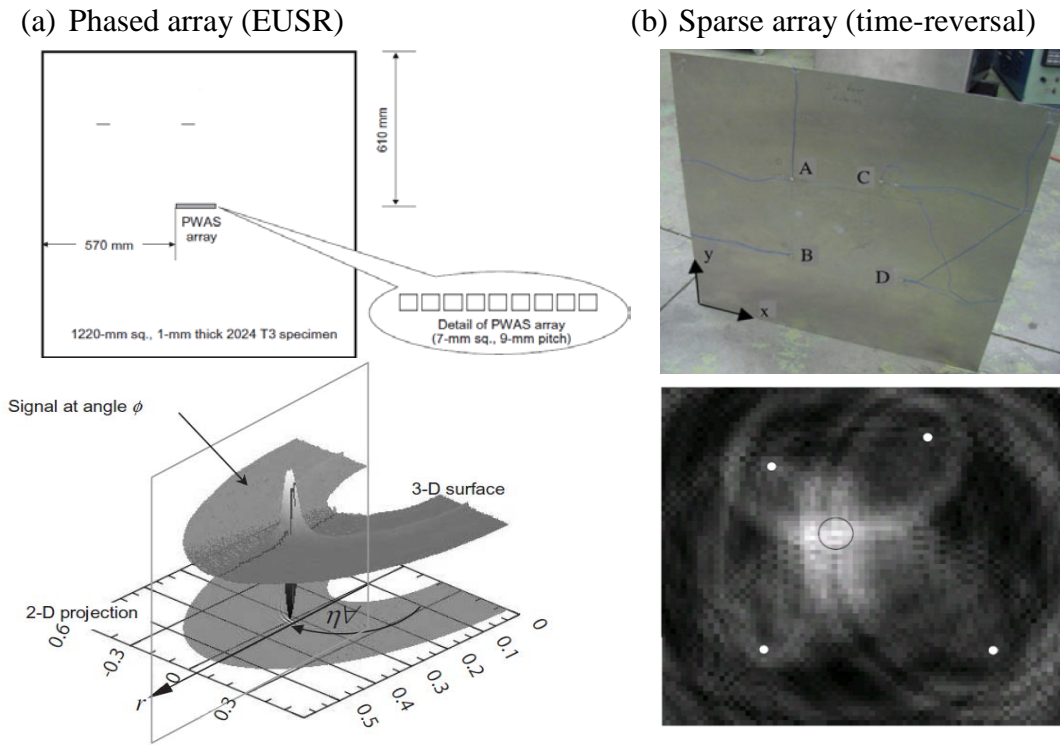 (a) Phased array (EUSR)
610 mm
PWAS
array
570 mm
Detail of PWAS array
(7-mm sq., 9-mm pitch)
1220-mm sq., 1-mm thick 2024 T3 specimen
Signal at angle ϕ
3-D surface
2-D projection
η∀
r
0.6
-0.3
0
0.3
0.5
0.4
0.3
0.2
0.1
0
(b) Sparse array (time-reversal)
A
C
B
D
y
x